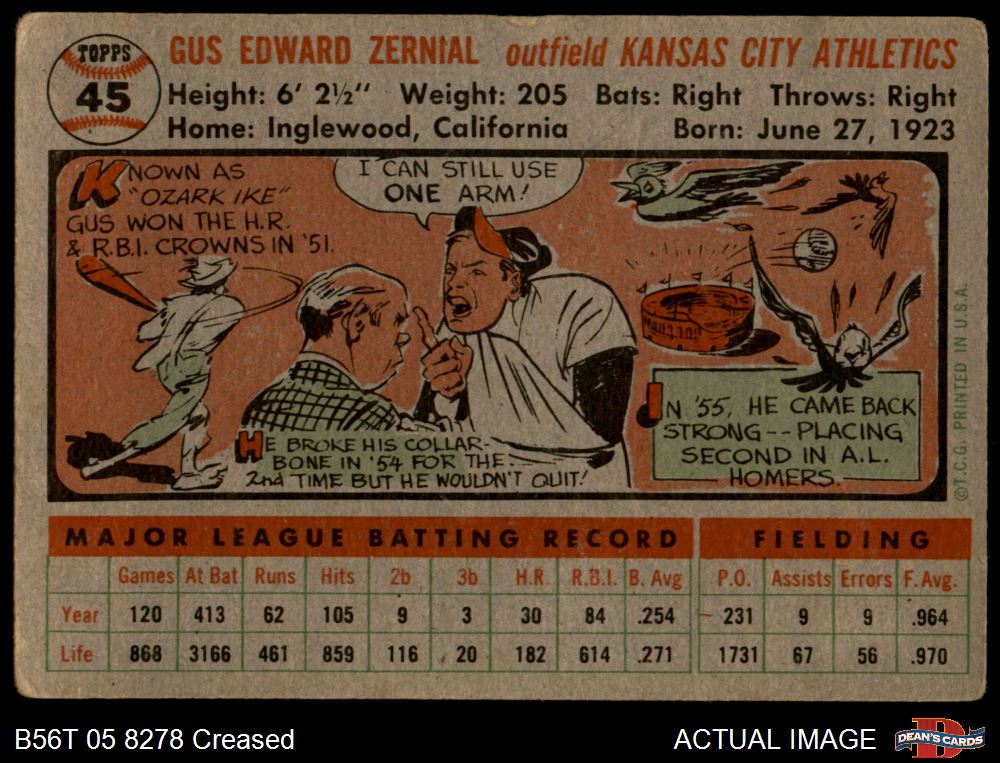 TOPPS
45
GUS EDWARD ZERNIAL outfield KANSAS CITY ATHLETICS
Height: 6' 2½" Weight: 205 Bats: Right Throws: Right
Home: Inglewood, California Born: June 27, 1923
KNOWN AS
"OZARK IKE"
GUS WON THE H.R.
& R.B.I. CROWNS IN '51.
I CAN STILL USE
ONE ARM!
HE BROKE HIS COLLAR-
BONE IN '54 FOR THE
2nd TIME BUT HE WOULDN'T QUIT!
IN '55, HE CAME BACK
STRONG--PLACING
SECOND IN A.L.
HOMERS.
©T.C.G. PRINTED IN U.S.A.
MAJOR LEAGUE BATTING RECORD FIELDING
Games At Bat Runs Hits 2b 3b H.R. R.B.I. B. Avg P.O. Assists Errors F. Avg.
Year 120 413 62 105 9 3 30 84 .254 231 9 9 .964
Life 868 3166 461 859 116 20 182 614 .271 1731 67 56 .970
B56T 05 8278 Creased ACTUAL IMAGE
DEAN'S CARDS